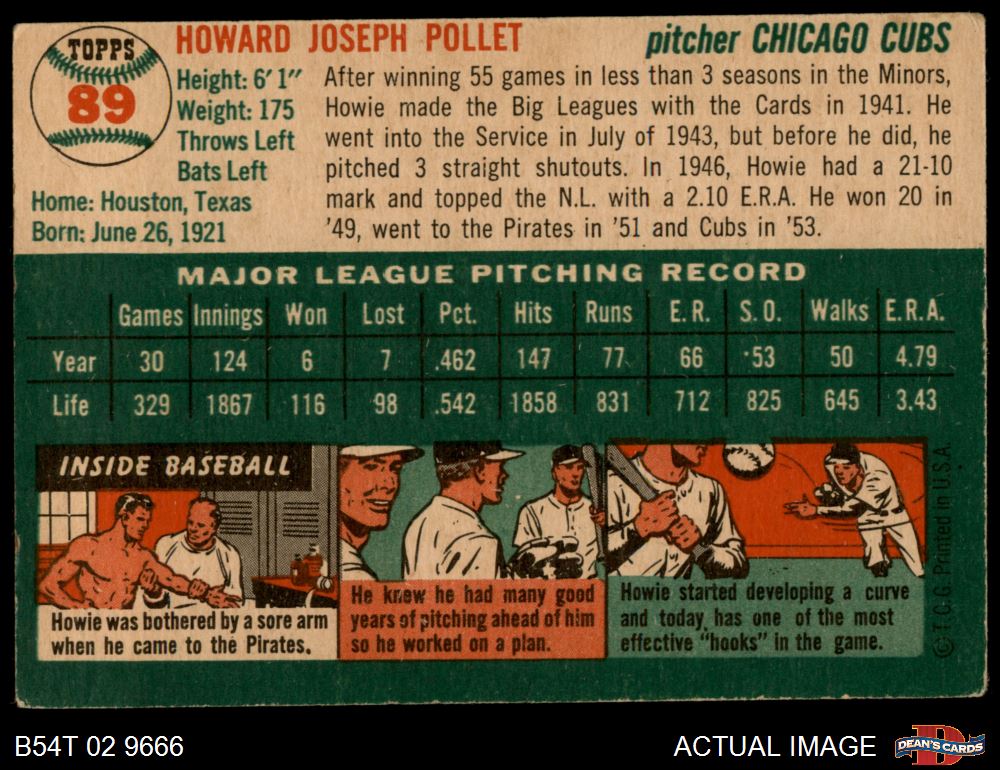 TOPPS
89
HOWARD JOSEPH POLLET
pitcher CHICAGO CUBS
Height: 6' 1"
Weight: 175
Throws Left
Bats Left
Home: Houston, Texas
Born: June 26, 1921
After winning 55 games in less than 3 seasons in the Minors,
Howie made the Big Leagues with the Cards in 1941. He
went into the Service in July of 1943, but before he did, he
pitched 3 straight shutouts. In 1946, Howie had a 21-10
mark and topped the N.L. with a 2.10 E.R.A. He won 20 in
'49, went to the Pirates in '51 and Cubs in '53.
MAJOR LEAGUE PITCHING RECORD
Games Innings Won Lost Pct. Hits Runs E.R. S.O. Walks E.R.A.
Year 30 124 6 7 .462 147 77 66 53 50 4.79
Life 329 1867 116 98 .542 1858 831 712 825 645 3.43
INSIDE BASEBALL
Howie was bothered by a sore arm
when he came to the Pirates.
He knew he had many good
years of pitching ahead of him
so he worked on a plan.
Howie started developing a curve
and today has one of the most
effective "hooks" in the game.
© T.C.G. Printed in U.S.A.
B54T 02 9666
ACTUAL IMAGE
D
DEAN'S CARDS